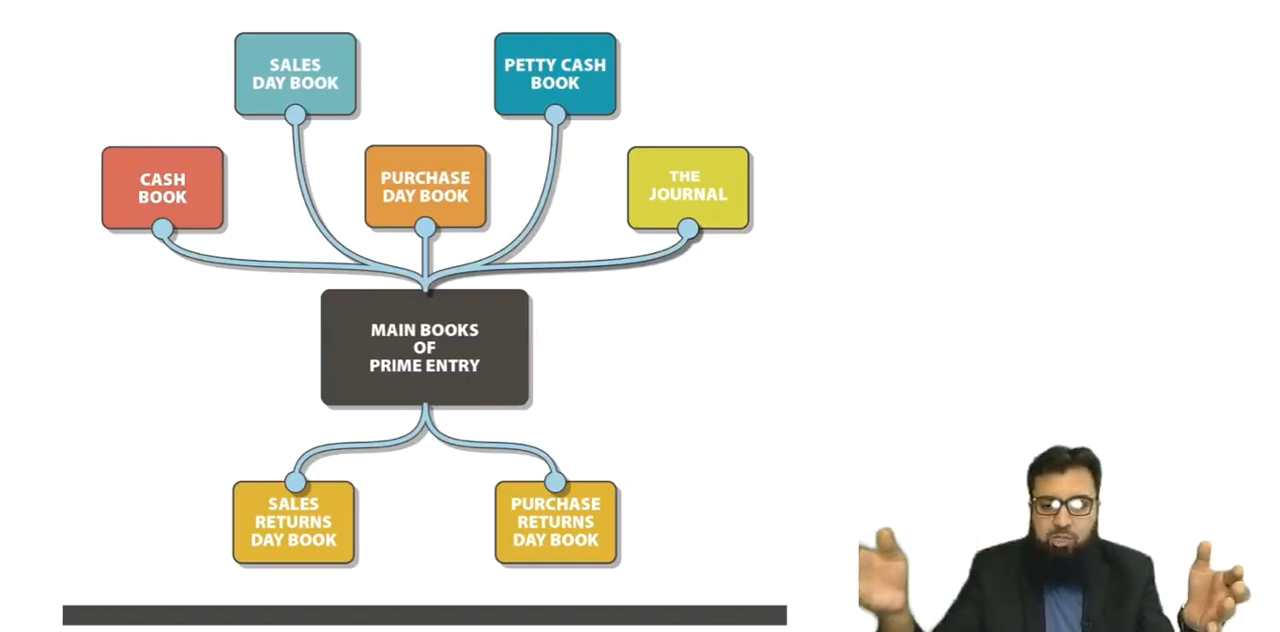 SALES
DAY BOOK
PETTY CASH
BOOK
CASH
BOOK
PURCHASE
DAY BOOK
THE
JOURNAL
MAIN BOOKS
OF
PRIME ENTRY
SALES
RETURNS
DAY BOOK
PURCHASE
RETURNS
DAY BOOK